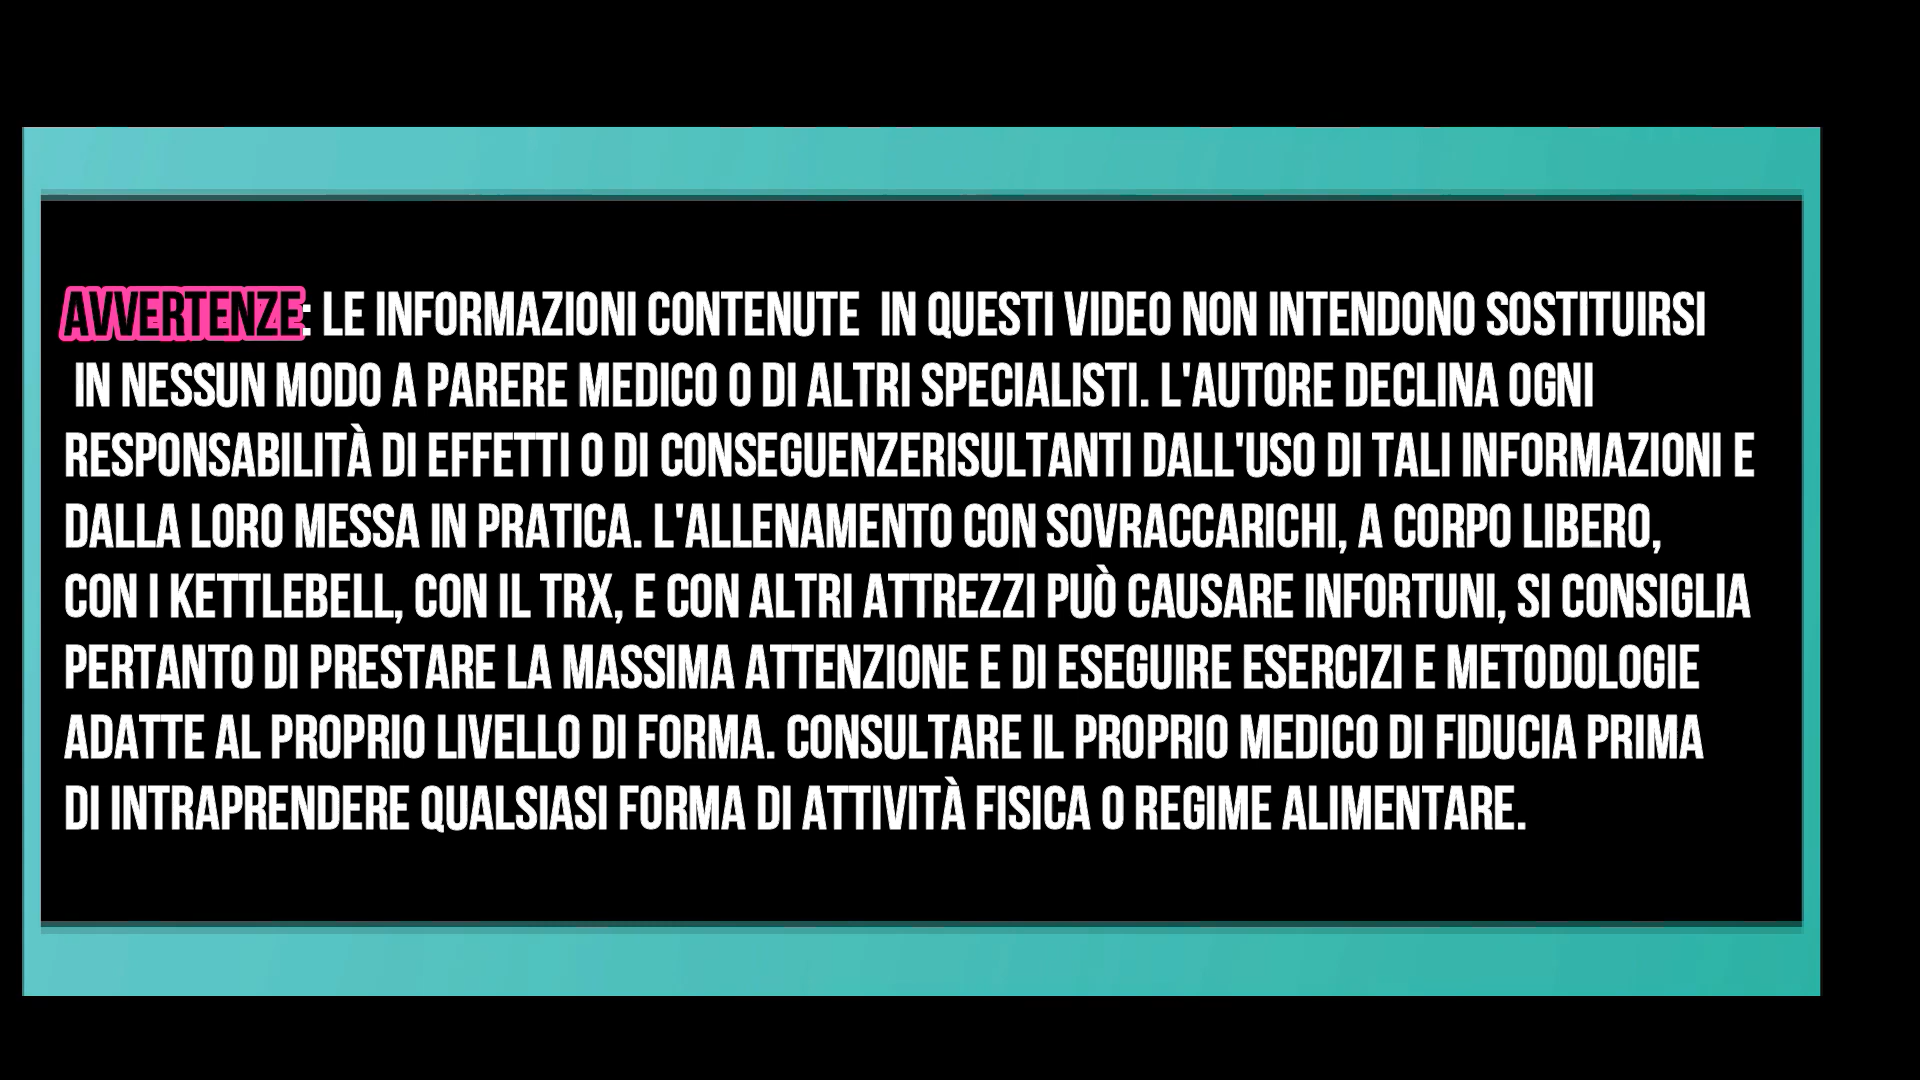 AVVERTENZE: LE INFORMAZIONI CONTENUTE IN QUESTI VIDEO NON INTENDONO SOSTITUIRSI
IN NESSUN MODO A PARERE MEDICO O DI ALTRI SPECIALISTI. L'AUTORE DECLINA OGNI
RESPONSABILITÀ DI EFFETTI O DI CONSEGUENZERISULTANTI DALL'USO DI TALI INFORMAZIONI E
DALLA LORO MESSA IN PRATICA. L'ALLENAMENTO CON SOVRACCARICHI, A CORPO LIBERO,
CON I KETTLEBELL, CON IL TRX, E CON ALTRI ATTREZZI PUÒ CAUSARE INFORTUNI, SI CONSIGLIA
PERTANTO DI PRESTARE LA MASSIMA ATTENZIONE E DI ESEGUIRE ESERCIZI E METODOLOGIE
ADATTE AL PROPRIO LIVELLO DI FORMA. CONSULTARE IL PROPRIO MEDICO DI FIDUCIA PRIMA
DI INTRAPRENDERE QUALSIASI FORMA DI ATTIVITÀ FISICA O REGIME ALIMENTARE.